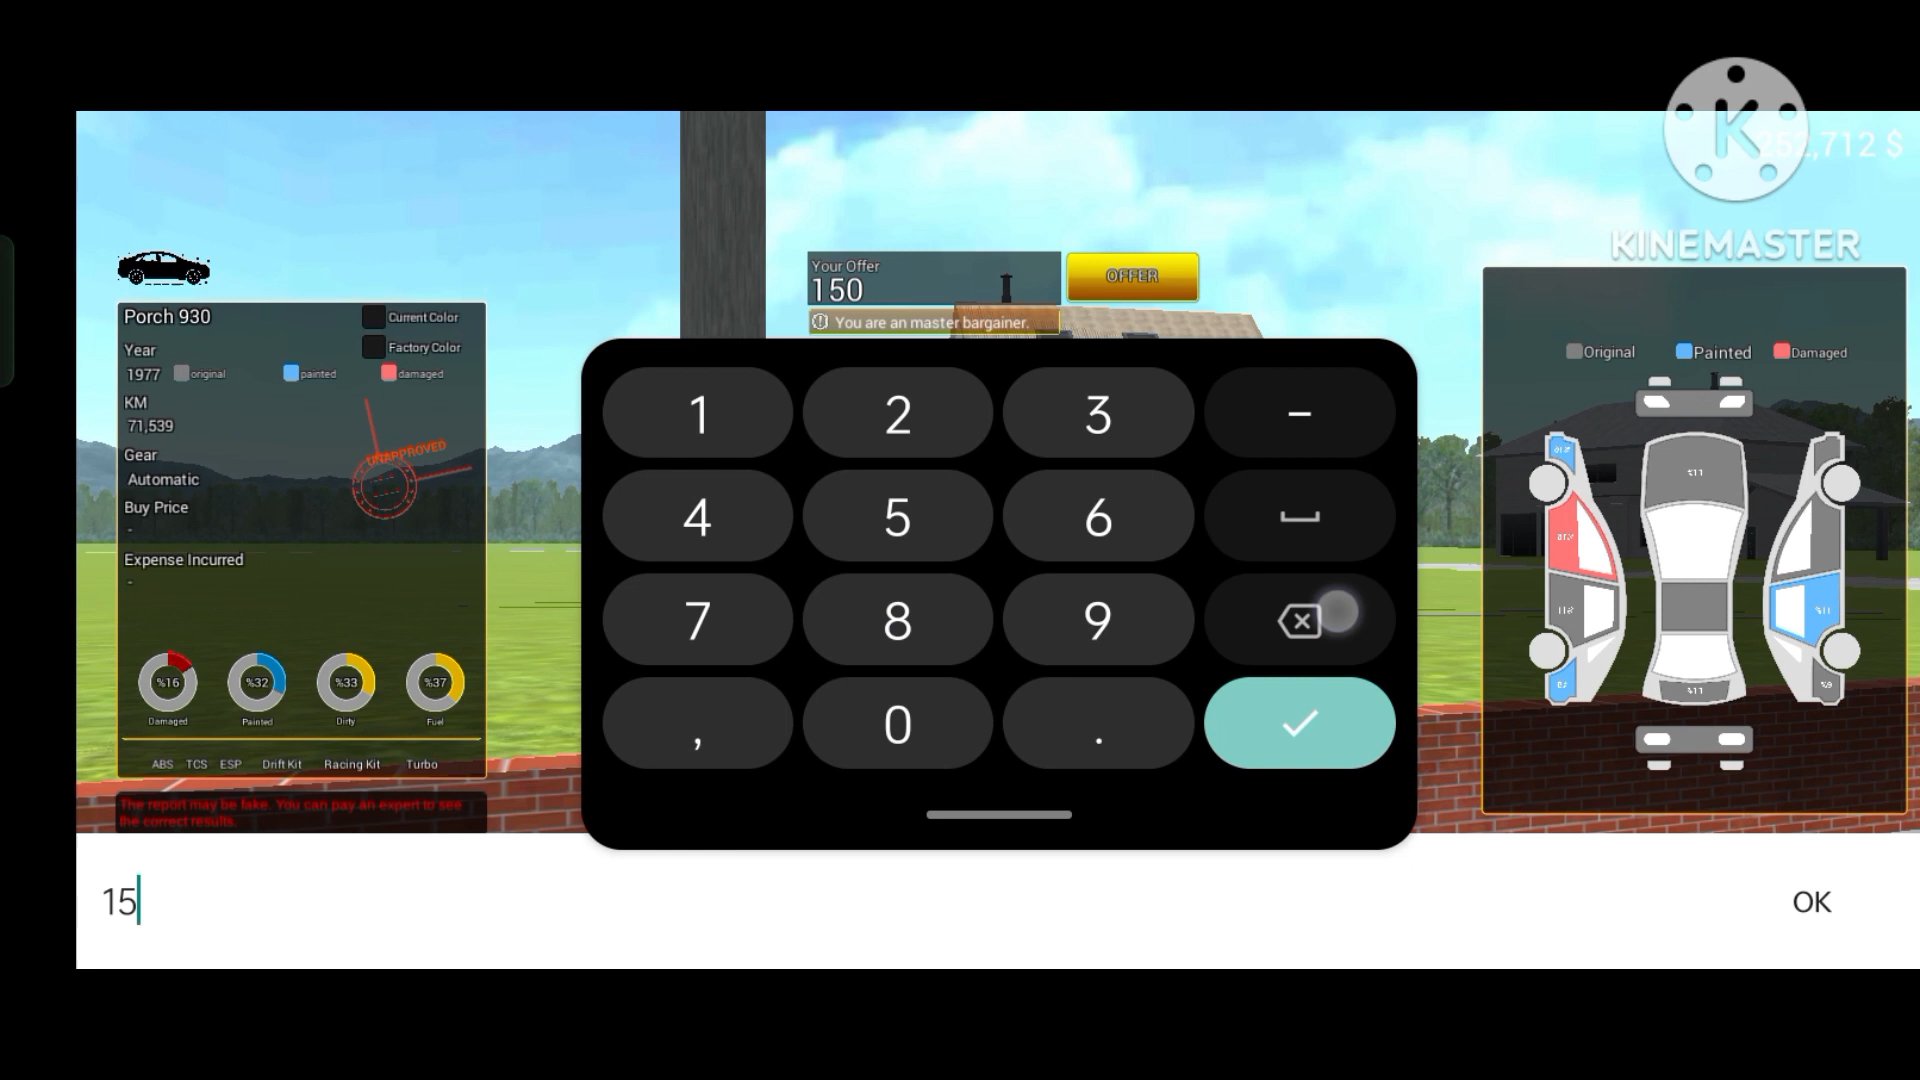 252,712 $
K
KINEMASTER
Your Offer
150
OFFER
You are an master bargainer.
Porch 930
Current Color
Factory Color
Year
1977
original
painted
damaged
KM
71,539
UNAPPROVED
Gear
Automatic
Buy Price
-
Expense Incurred
-
%16
%32
%33
%37
Damaged
Painted
Dirty
Fuel
ABS TCS ESP Drift Kit Racing Kit Turbo
The report may be fake. You can pay an expert to see
the correct results.
Original
Painted
Damaged
%11
%11
%11
%9
1 2 3 -
4 5 6
7 8 9
, 0 .
15
OK